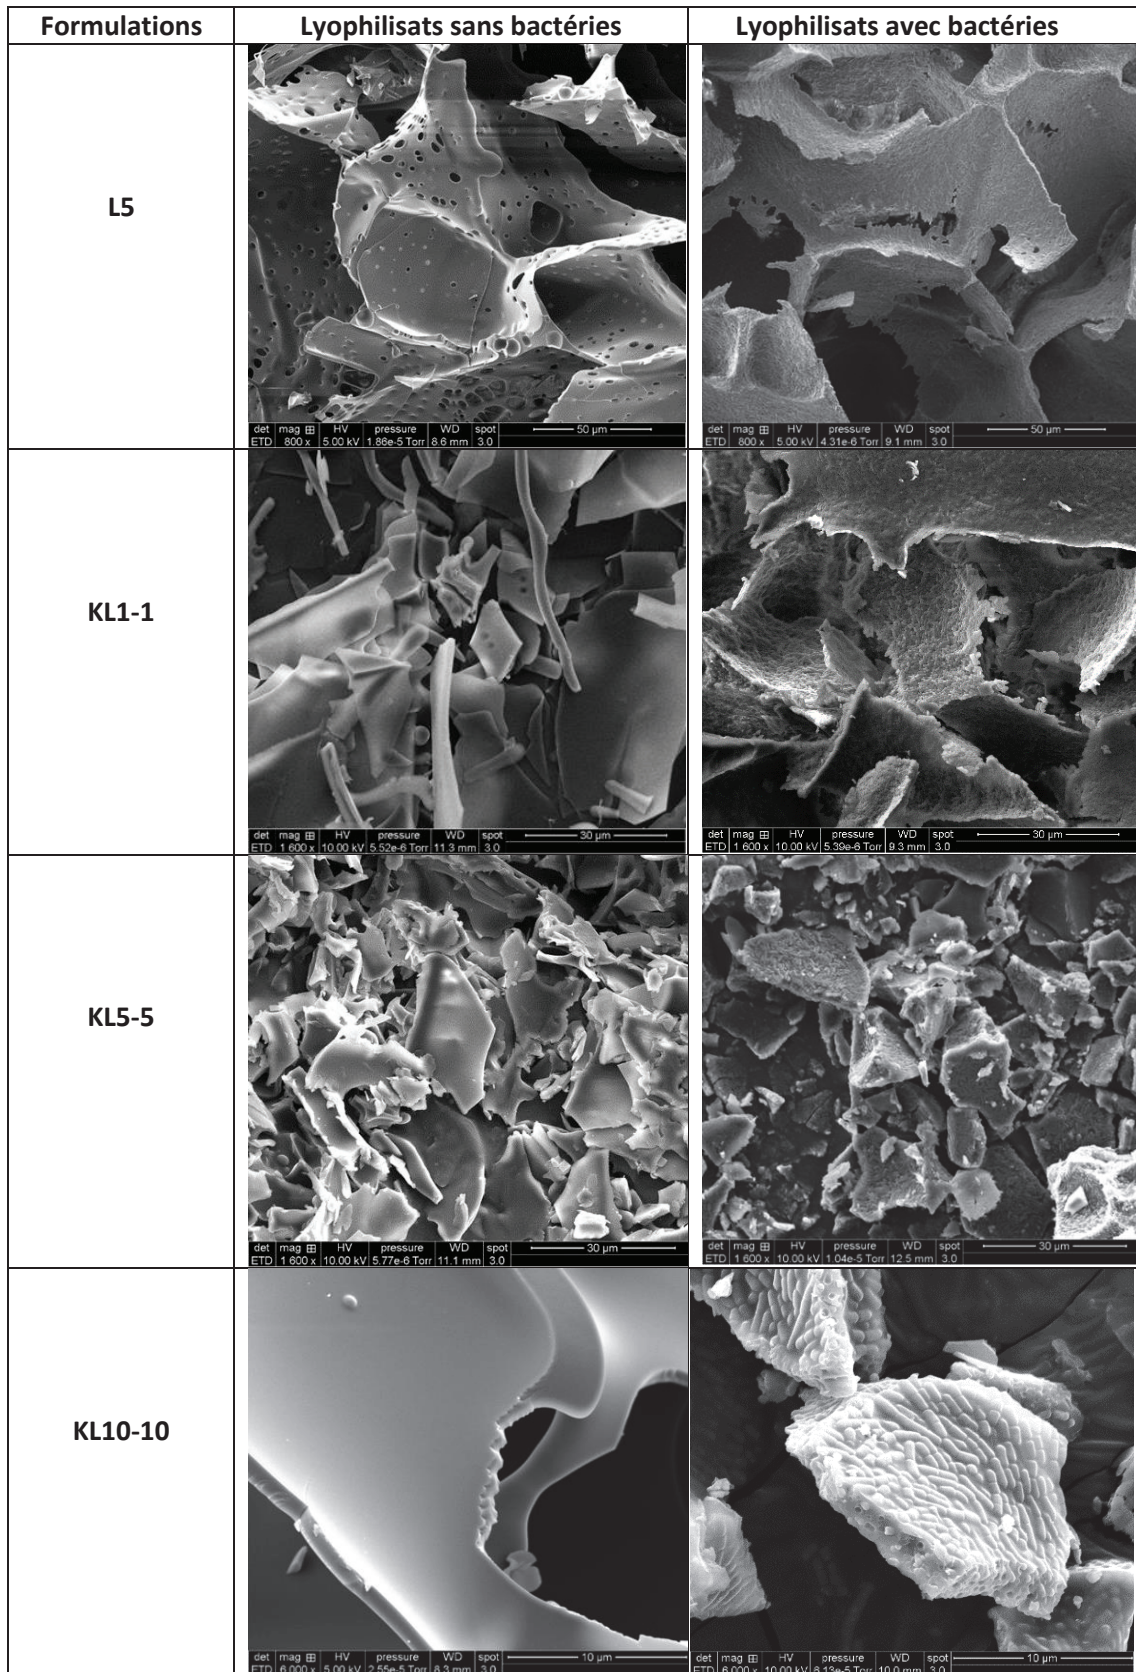 Formulations Lyophilisats sans bactéries Lyophilisats avec bactéries
L5
det mag HV pressure WD spot 50 µm
ETD 800 x 5.00 kV 1.86e-5 Torr 8.6 mm 3.0
det mag HV pressure WD spot 50 µm
ETD 800 x 5.00 kV 4.31e-6 Torr 9.1 mm 3.0
KL1-1
det mag HV pressure WD spot 30 µm
ETD 1 600 x 10.00 kV 5.52e-6 Torr 11.3 mm 3.0
det mag HV pressure WD spot 30 µm
ETD 1 600 x 10.00 kV 5.39e-6 Torr 9.3 mm 3.0
KL5-5
det mag HV pressure WD spot 30 µm
ETD 1 600 x 10.00 kV 5.77e-6 Torr 11.1 mm 3.0
det mag HV pressure WD spot 30 µm
ETD 1 600 x 10.00 kV 1.04e-5 Torr 12.5 mm 3.0
KL10-10
det mag HV pressure WD spot 10 µm
ETD 6 000 x 5.00 kV 2.55e-5 Torr 8.3 mm 3.0
det mag HV pressure WD spot 10 µm
ETD 6 000 x 10.00 kV 6.13e-5 Torr 10.0 mm 3.0